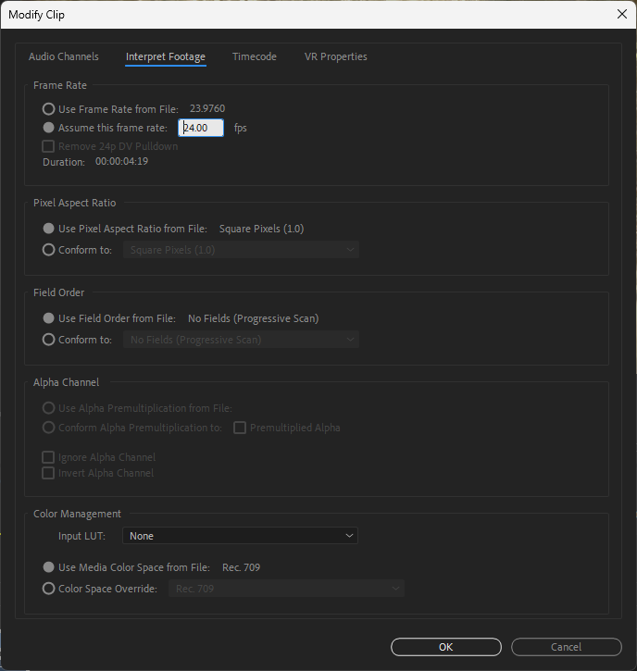 Modify Clip
Audio Channels Interpret Footage Timecode VR Properties
Frame Rate
Use Frame Rate from File: 23.9760
Assume this frame rate: 24.00 fps
Remove 24p DV Pulldown
Duration: 00:00:04:19
Pixel Aspect Ratio
Use Pixel Aspect Ratio from File: Square Pixels (1.0)
Conform to: Square Pixels (1.0)
Field Order
Use Field Order from File: No Fields (Progressive Scan)
Conform to: No Fields (Progressive Scan)
Alpha Channel
Use Alpha Premultiplication from File:
Conform Alpha Premultiplication to: Premultiplied Alpha
Ignore Alpha Channel
Invert Alpha Channel
Color Management
Input LUT: None
Use Media Color Space from File: Rec. 709
Color Space Override: Rec. 709
OK Cancel